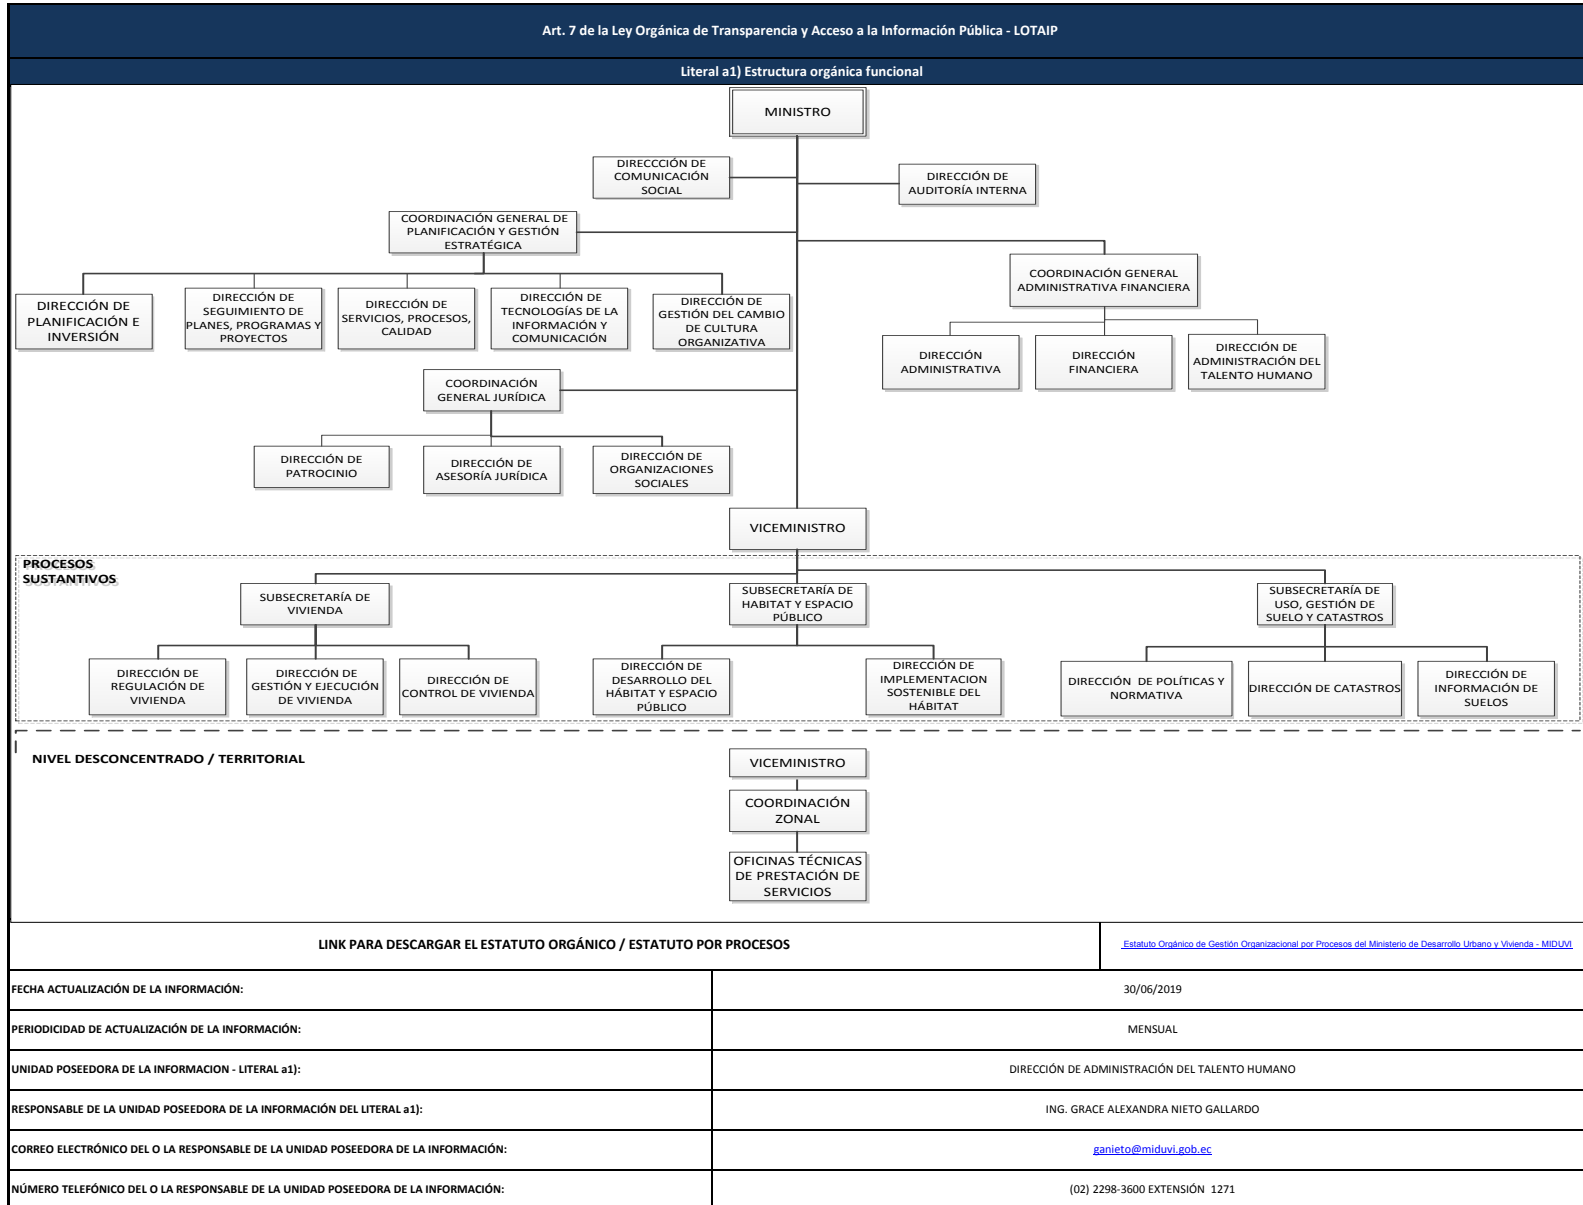 Art. 7 de la Ley Orgánica de Transparencia y Acceso a la Información Pública - LOTAIP
Literal a1) Estructura orgánica funcional
MINISTRO
DIRECCCIÓN DE
COMUNICACIÓN
SOCIAL
DIRECCIÓN DE
AUDITORÍA INTERNA
COORDINACIÓN GENERAL DE
PLANIFICACIÓN Y GESTIÓN
ESTRATÉGICA
COORDINACIÓN GENERAL
ADMINISTRATIVA FINANCIERA
DIRECCIÓN DE
PLANIFICACIÓN E
INVERSIÓN
DIRECCIÓN DE
SEGUIMIENTO DE
PLANES, PROGRAMAS Y
PROYECTOS
DIRECCIÓN DE
SERVICIOS, PROCESOS,
CALIDAD
DIRECCIÓN DE
TECNOLOGÍAS DE LA
INFORMACIÓN Y
COMUNICACIÓN
DIRECCIÓN DE
GESTIÓN DEL CAMBIO
DE CULTURA
ORGANIZATIVA
DIRECCIÓN
ADMINISTRATIVA
DIRECCIÓN
FINANCIERA
DIRECCIÓN DE
ADMINISTRACIÓN DEL
TALENTO HUMANO
COORDINACIÓN
GENERAL JURÍDICA
DIRECCIÓN DE
PATROCINIO
DIRECCIÓN DE
ASESORÍA JURÍDICA
DIRECCIÓN DE
ORGANIZACIONES
SOCIALES
VICEMINISTRO
PROCESOS
SUSTANTIVOS
SUBSECRETARÍA DE
VIVIENDA
SUBSECRETARÍA DE
HABITAT Y ESPACIO
PÚBLICO
SUBSECRETARÍA DE
USO, GESTIÓN DE
SUELO Y CATASTROS
DIRECCIÓN DE
REGULACIÓN DE
VIVIENDA
DIRECCIÓN DE
GESTIÓN Y EJECUCIÓN
DE VIVIENDA
DIRECCIÓN DE
CONTROL DE VIVIENDA
DIRECCIÓN DE
DESARROLLO DEL
HÁBITAT Y ESPACIO
PÚBLICO
DIRECCIÓN DE
IMPLEMENTACION
SOSTENIBLE DEL
HÁBITAT
DIRECCIÓN  DE POLÍTICAS Y
NORMATIVA
DIRECCIÓN DE CATASTROS
DIRECCIÓN DE
INFORMACIÓN DE
SUELOS
NIVEL DESCONCENTRADO / TERRITORIAL
VICEMINISTRO
COORDINACIÓN
ZONAL
OFICINAS TÉCNICAS
DE PRESTACIÓN DE
SERVICIOS
LINK PARA DESCARGAR EL ESTATUTO ORGÁNICO / ESTATUTO POR PROCESOS
Estatuto Orgánico de Gestión Organizacional por Procesos del Ministerio de Desarrollo Urbano y Vivienda - MIDUVI
FECHA ACTUALIZACIÓN DE LA INFORMACIÓN:
30/06/2019
PERIODICIDAD DE ACTUALIZACIÓN DE LA INFORMACIÓN:
MENSUAL
UNIDAD POSEEDORA DE LA INFORMACION - LITERAL a1):
DIRECCIÓN DE ADMINISTRACIÓN DEL TALENTO HUMANO
RESPONSABLE DE LA UNIDAD POSEEDORA DE LA INFORMACIÓN DEL LITERAL a1):
ING. GRACE ALEXANDRA NIETO GALLARDO
CORREO ELECTRÓNICO DEL O LA RESPONSABLE DE LA UNIDAD POSEEDORA DE LA INFORMACIÓN:
ganieto@miduvi.gob.ec
NÚMERO TELEFÓNICO DEL O LA RESPONSABLE DE LA UNIDAD POSEEDORA DE LA INFORMACIÓN:
(02) 2298-3600 EXTENSIÓN  1271